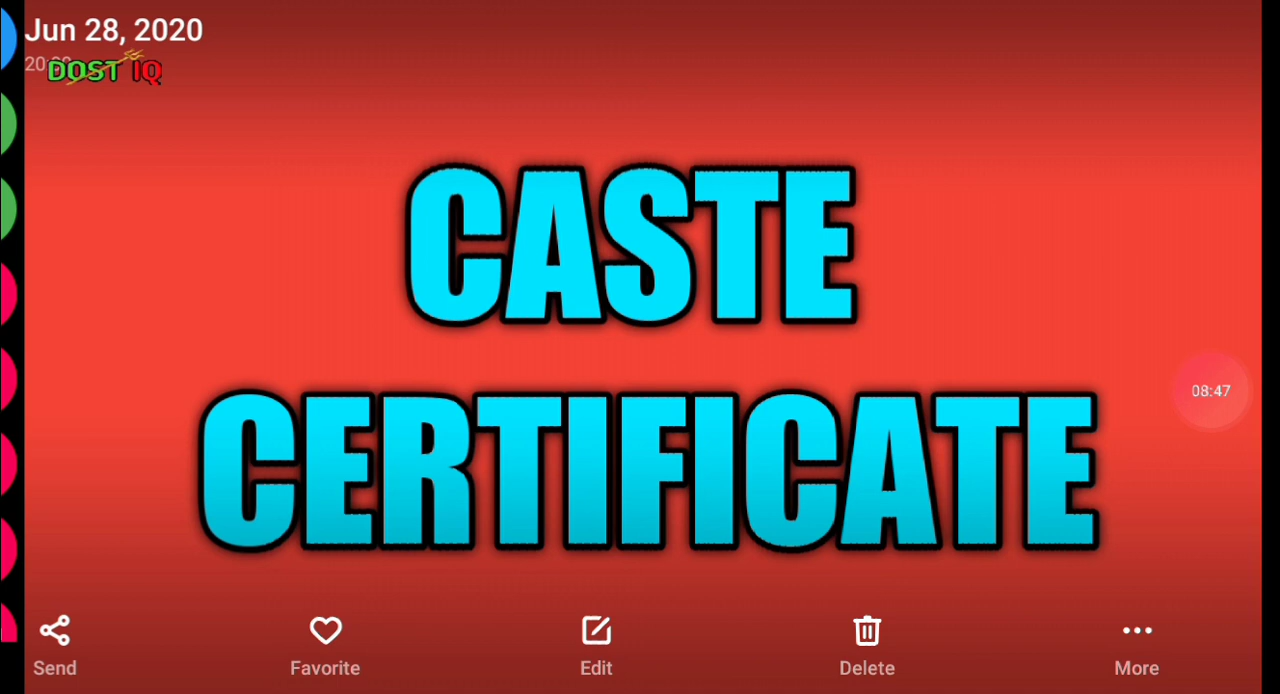 Jun 28, 2020
DOST IQ
CASTE
CERTIFICATE
08:47
Send Favorite Edit Delete More